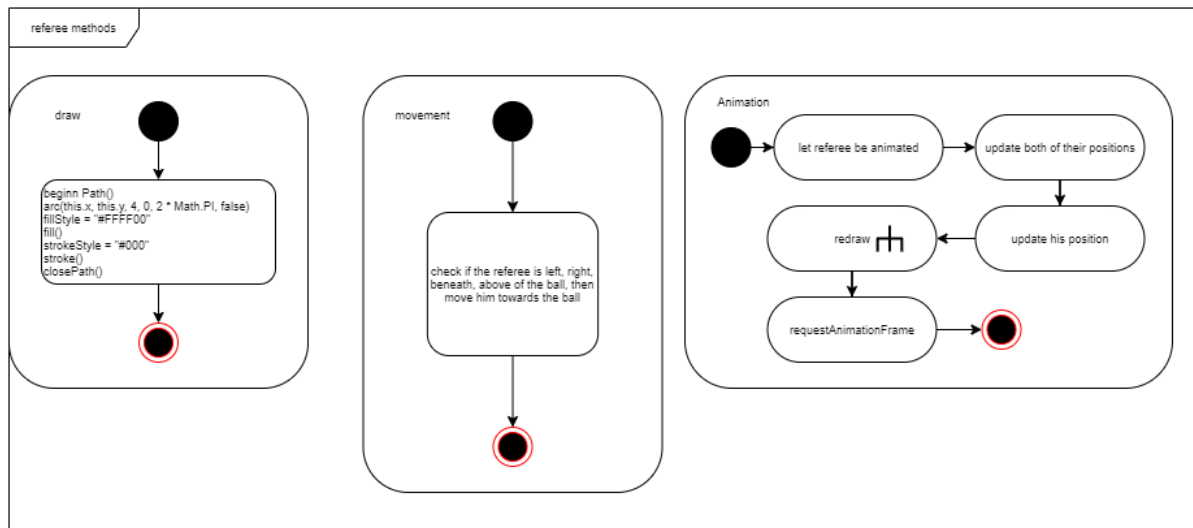 referee methods
draw
beginn Path()
arc(this.x, this.y, 4, 0, 2 * Math.PI, false)
fillStyle = "#FFFF00"
fill()
strokeStyle = "#000"
stroke()
closePath()
movement
check if the referee is left, right,
beneath, above of the ball, then
move him towards the ball
Animation
let referee be animated
update both of their positions
update his position
redraw
requestAnimationFrame